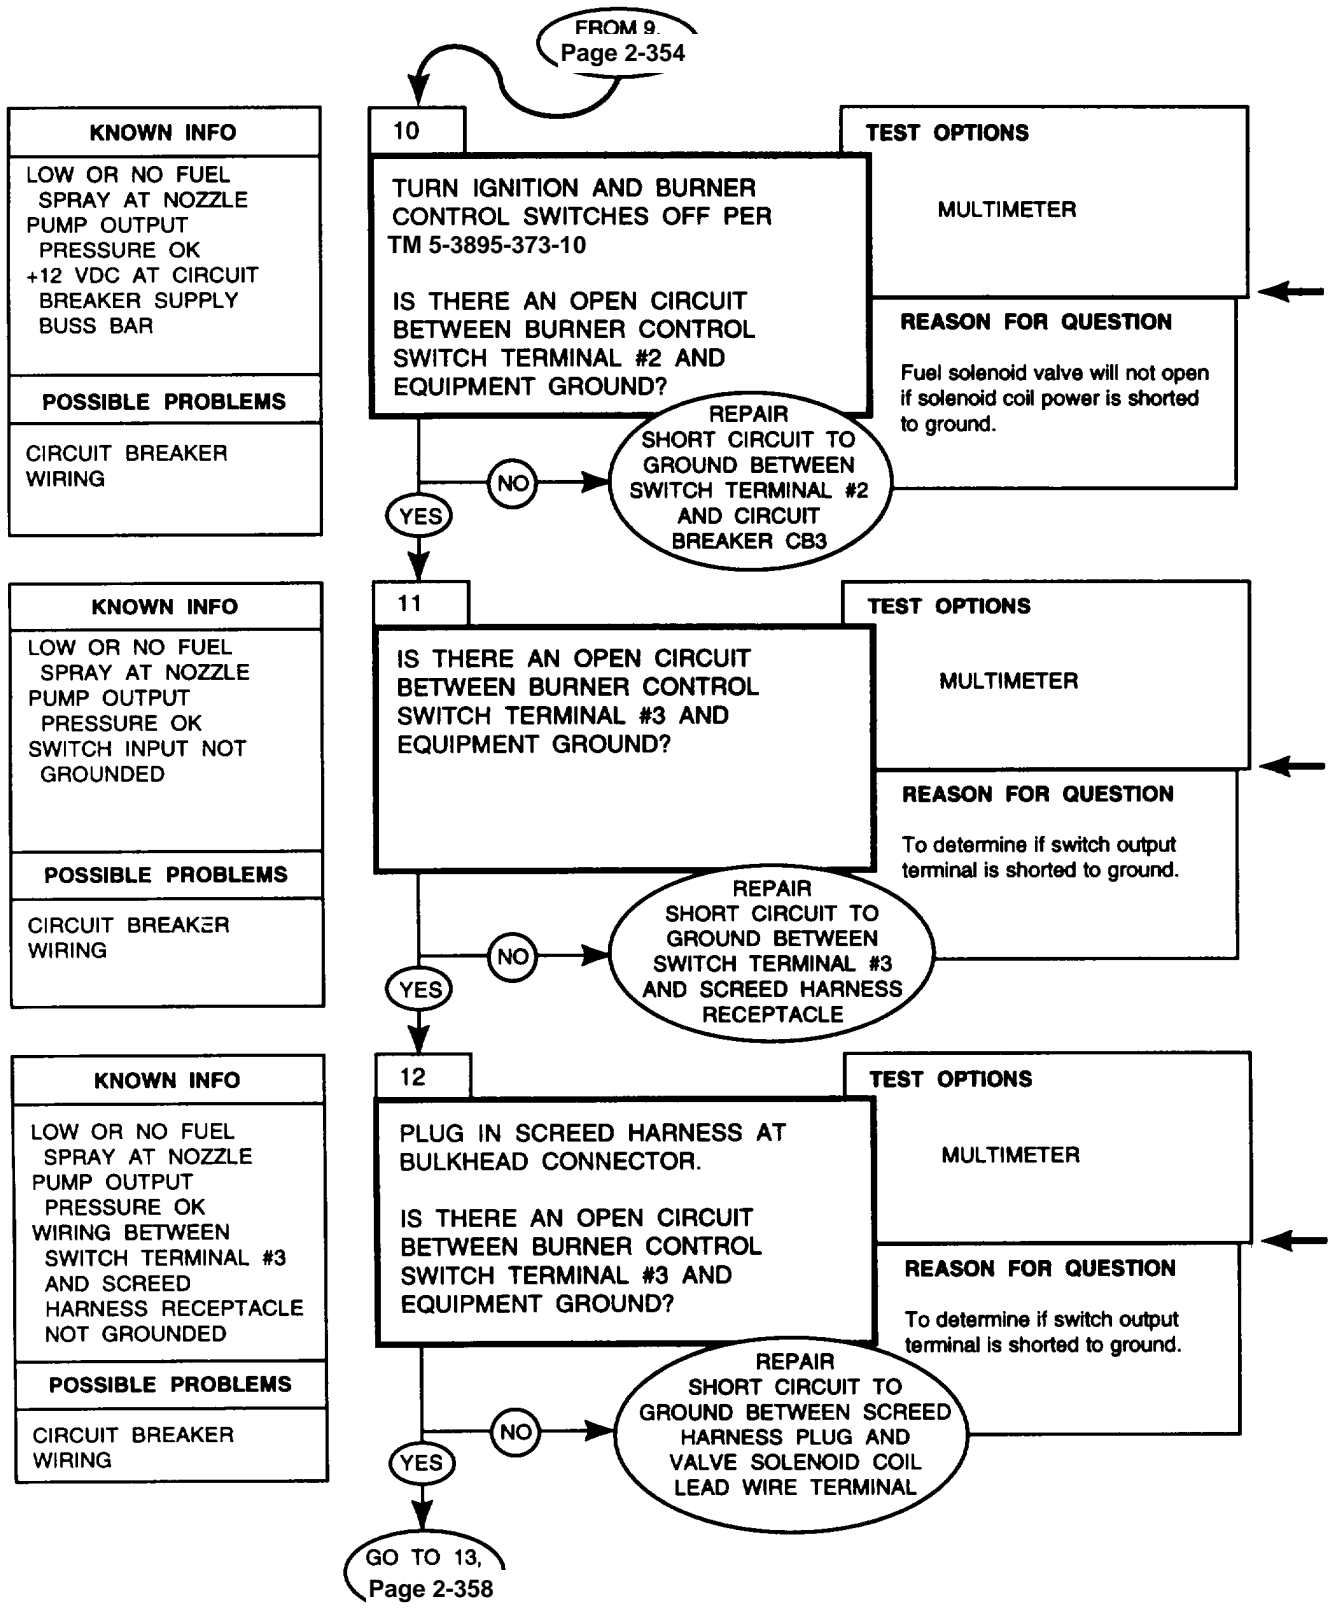 FROM 9,
Page 2-354
KNOWN INFO
LOW OR NO FUEL
SPRAY AT NOZZLE
PUMP OUTPUT
PRESSURE OK
+12 VDC AT CIRCUIT
BREAKER SUPPLY
BUSS BAR
POSSIBLE PROBLEMS
CIRCUIT BREAKER
WIRING
10
TURN IGNITION AND BURNER
CONTROL SWITCHES OFF PER
TM 5-3895-373-10
IS THERE AN OPEN CIRCUIT
BETWEEN BURNER CONTROL
SWITCH TERMINAL #2 AND
EQUIPMENT GROUND?
TEST OPTIONS
MULTIMETER
REASON FOR QUESTION
Fuel solenoid valve will not open
if solenoid coil power is shorted
to ground.
NO
REPAIR
SHORT CIRCUIT TO
GROUND BETWEEN
SWITCH TERMINAL #2
AND CIRCUIT
BREAKER CB3
YES
KNOWN INFO
LOW OR NO FUEL
SPRAY AT NOZZLE
PUMP OUTPUT
PRESSURE OK
SWITCH INPUT NOT
GROUNDED
POSSIBLE PROBLEMS
CIRCUIT BREAKER
WIRING
11
IS THERE AN OPEN CIRCUIT
BETWEEN BURNER CONTROL
SWITCH TERMINAL #3 AND
EQUIPMENT GROUND?
TEST OPTIONS
MULTIMETER
REASON FOR QUESTION
To determine if switch output
terminal is shorted to ground.
NO
REPAIR
SHORT CIRCUIT TO
GROUND BETWEEN
SWITCH TERMINAL #3
AND SCREED HARNESS
RECEPTACLE
YES
KNOWN INFO
LOW OR NO FUEL
SPRAY AT NOZZLE
PUMP OUTPUT
PRESSURE OK
WIRING BETWEEN
SWITCH TERMINAL #3
AND SCREED
HARNESS RECEPTACLE
NOT GROUNDED
POSSIBLE PROBLEMS
CIRCUIT BREAKER
WIRING
12
PLUG IN SCREED HARNESS AT
BULKHEAD CONNECTOR.
IS THERE AN OPEN CIRCUIT
BETWEEN BURNER CONTROL
SWITCH TERMINAL #3 AND
EQUIPMENT GROUND?
TEST OPTIONS
MULTIMETER
REASON FOR QUESTION
To determine if switch output
terminal is shorted to ground.
NO
REPAIR
SHORT CIRCUIT TO
GROUND BETWEEN SCREED
HARNESS PLUG AND
VALVE SOLENOID COIL
LEAD WIRE TERMINAL
YES
GO TO 13,
Page 2-358